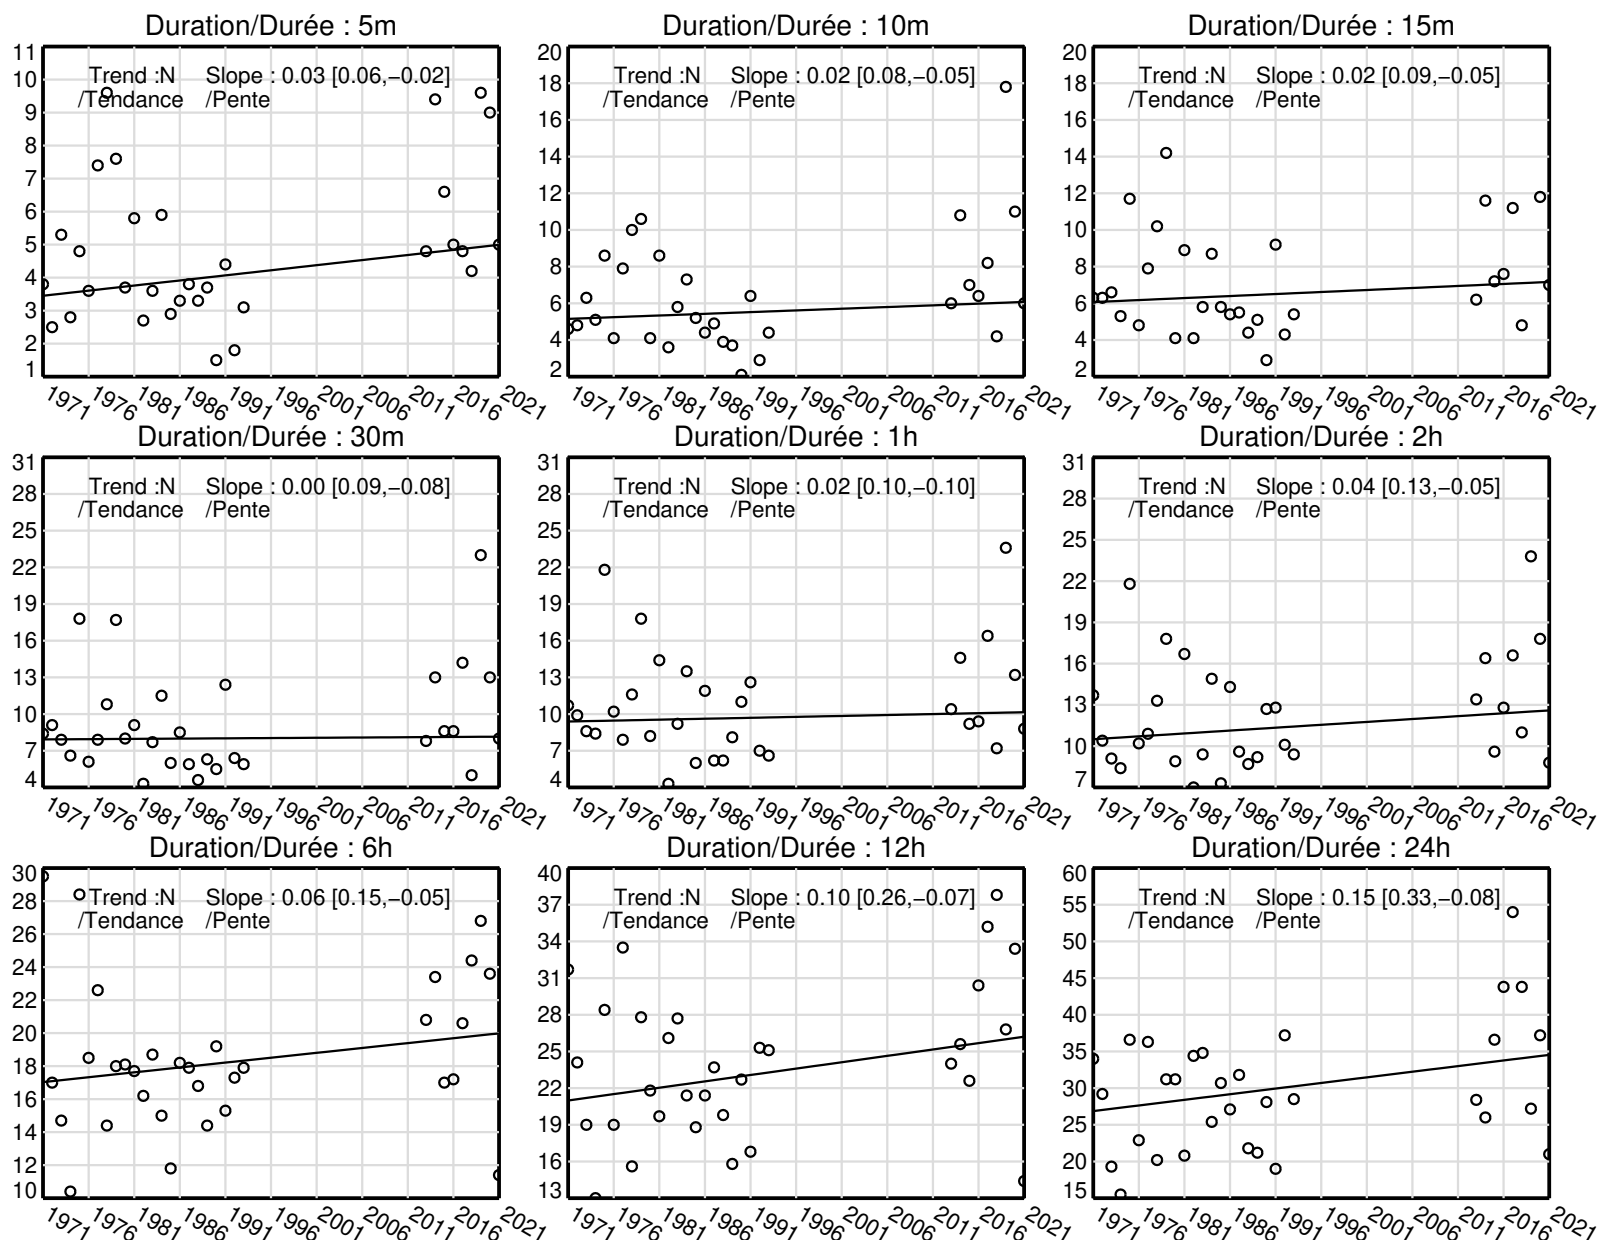 Duration/Durée : 5m
11
10
9
8
7
6
5
4
3
2
1
Trend :N Slope : 0.03 [0.06,−0.02]
/Tendance /Pente
1971 1976 1981 1986 1991 1996 2001 2006 2011 2016 2021
Duration/Durée : 10m
20
18
16
14
12
10
8
6
4
2
Trend :N Slope : 0.02 [0.08,−0.05]
/Tendance /Pente
1971 1976 1981 1986 1991 1996 2001 2006 2011 2016 2021
Duration/Durée : 15m
20
18
16
14
12
10
8
6
4
2
Trend :N Slope : 0.02 [0.09,−0.05]
/Tendance /Pente
1971 1976 1981 1986 1991 1996 2001 2006 2011 2016 2021
Duration/Durée : 30m
31
28
25
22
19
16
13
10
7
4
Trend :N Slope : 0.00 [0.09,−0.08]
/Tendance /Pente
1971 1976 1981 1986 1991 1996 2001 2006 2011 2016 2021
Duration/Durée : 1h
31
28
25
22
19
16
13
10
7
4
Trend :N Slope : 0.02 [0.10,−0.10]
/Tendance /Pente
1971 1976 1981 1986 1991 1996 2001 2006 2011 2016 2021
Duration/Durée : 2h
31
28
25
22
19
16
13
10
7
Trend :N Slope : 0.04 [0.13,−0.05]
/Tendance /Pente
1971 1976 1981 1986 1991 1996 2001 2006 2011 2016 2021
Duration/Durée : 6h
30
28
26
24
22
20
18
16
14
12
10
Trend :N Slope : 0.06 [0.15,−0.05]
/Tendance /Pente
1971 1976 1981 1986 1991 1996 2001 2006 2011 2016 2021
Duration/Durée : 12h
40
37
34
31
28
25
22
19
16
13
Trend :N Slope : 0.10 [0.26,−0.07]
/Tendance /Pente
1971 1976 1981 1986 1991 1996 2001 2006 2011 2016 2021
Duration/Durée : 24h
60
55
50
45
40
35
30
25
20
15
Trend :N Slope : 0.15 [0.33,−0.08]
/Tendance /Pente
1971 1976 1981 1986 1991 1996 2001 2006 2011 2016 2021